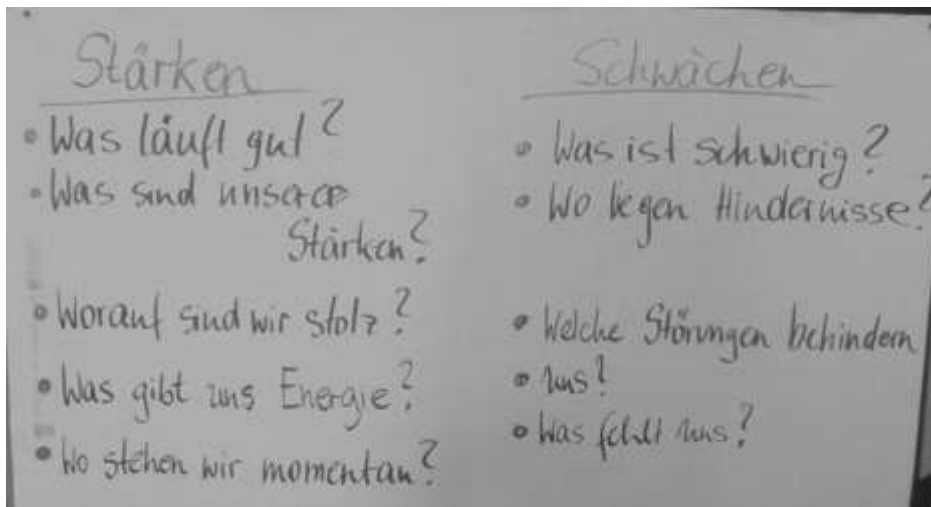 Stärken
• Was läuft gut?
• Was sind unsere
Stärken?
• Worauf sind wir stolz?
• Was gibt uns Energie?
• Wo stehen wir momentan?
Schwächen
• Was ist schwierig?
• Wo liegen Hindernisse?
• Welche Störungen behindern
• uns?
• Was fehlt uns?